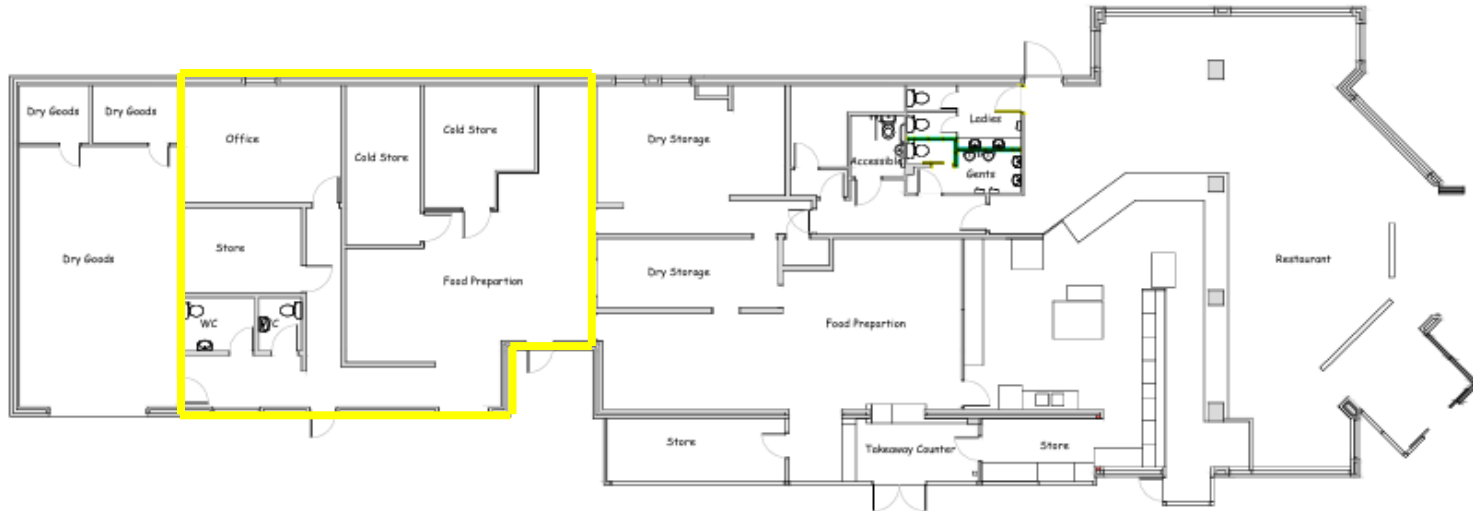 Dry Goods
Dry Goods
Office
Cold Store
Cold Store
Dry Storage
Ladies
Accessible
Gents
Store
Dry Goods
Food Prepartion
Dry Storage
Restaurant
WC
C
Food Prepartion
Store
Takeaway Counter
Store